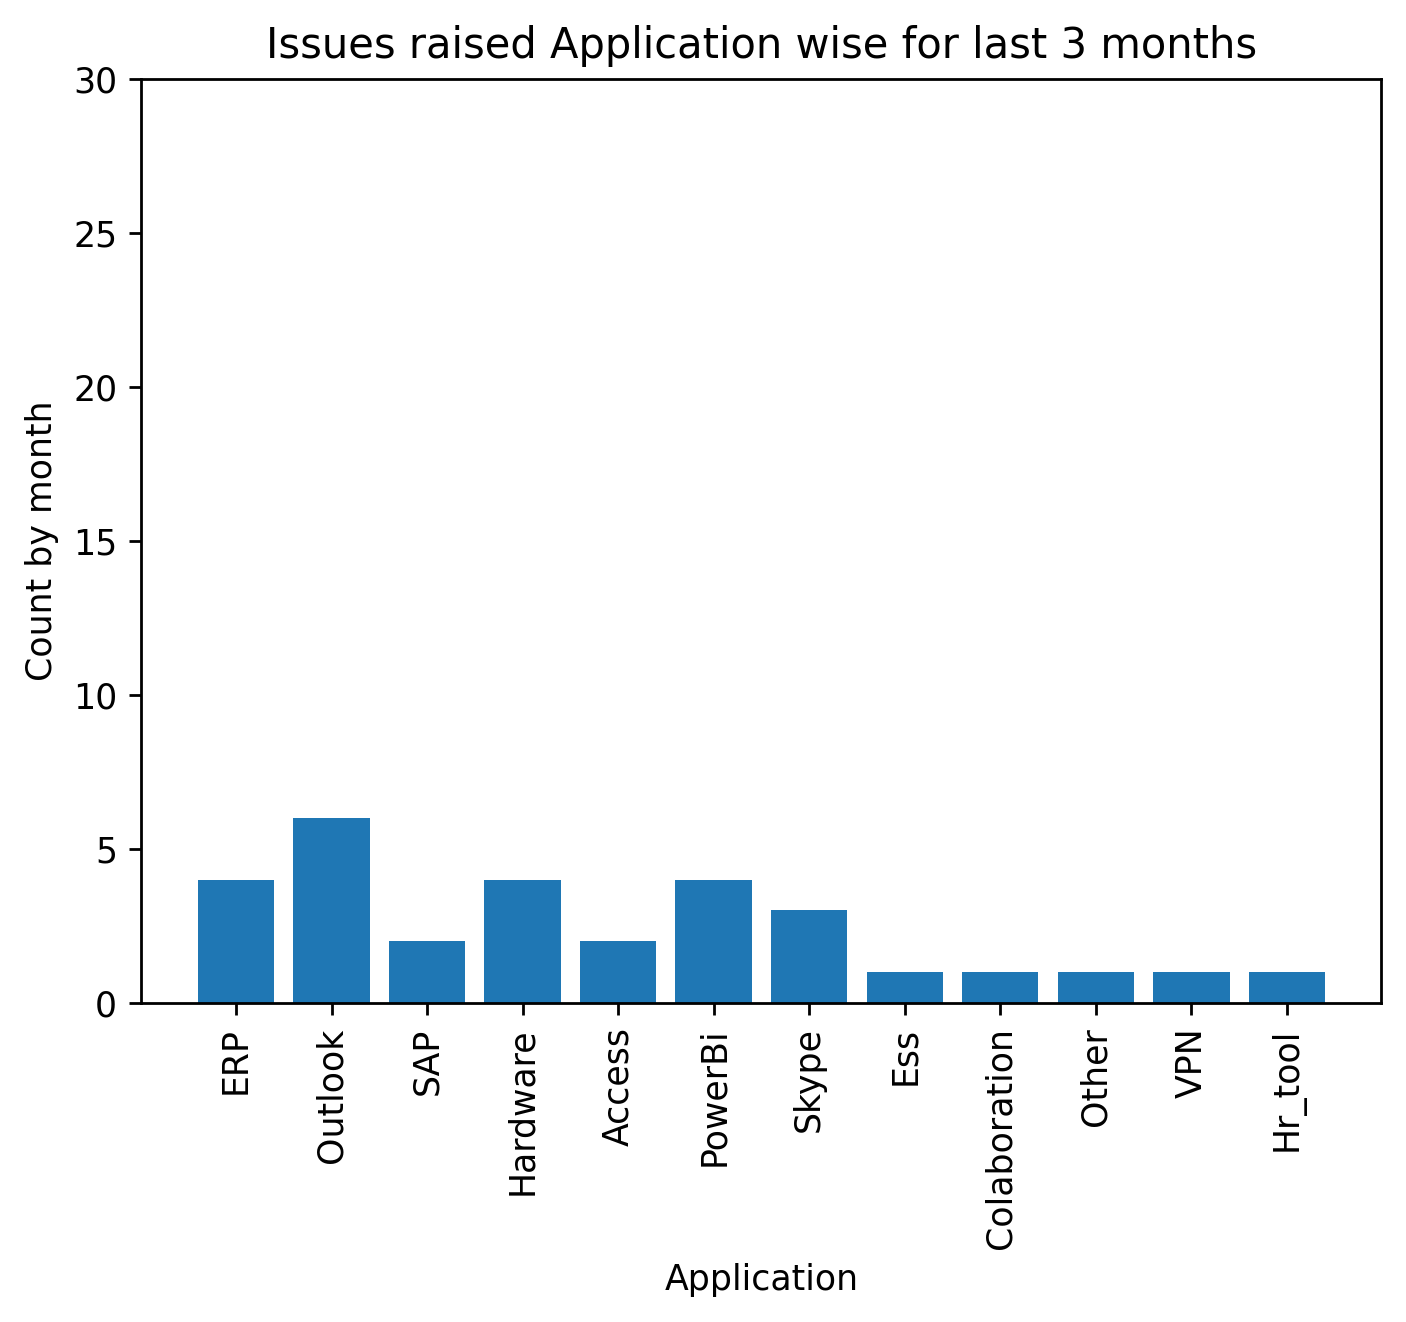 Issues raised Application wise for last 3 months
30
25
20
15
10
5
0
Count by month
ERP
Outlook
SAP
Hardware
Access
PowerBi
Skype
Ess
Colaboration
Other
VPN
Hr_tool
Application